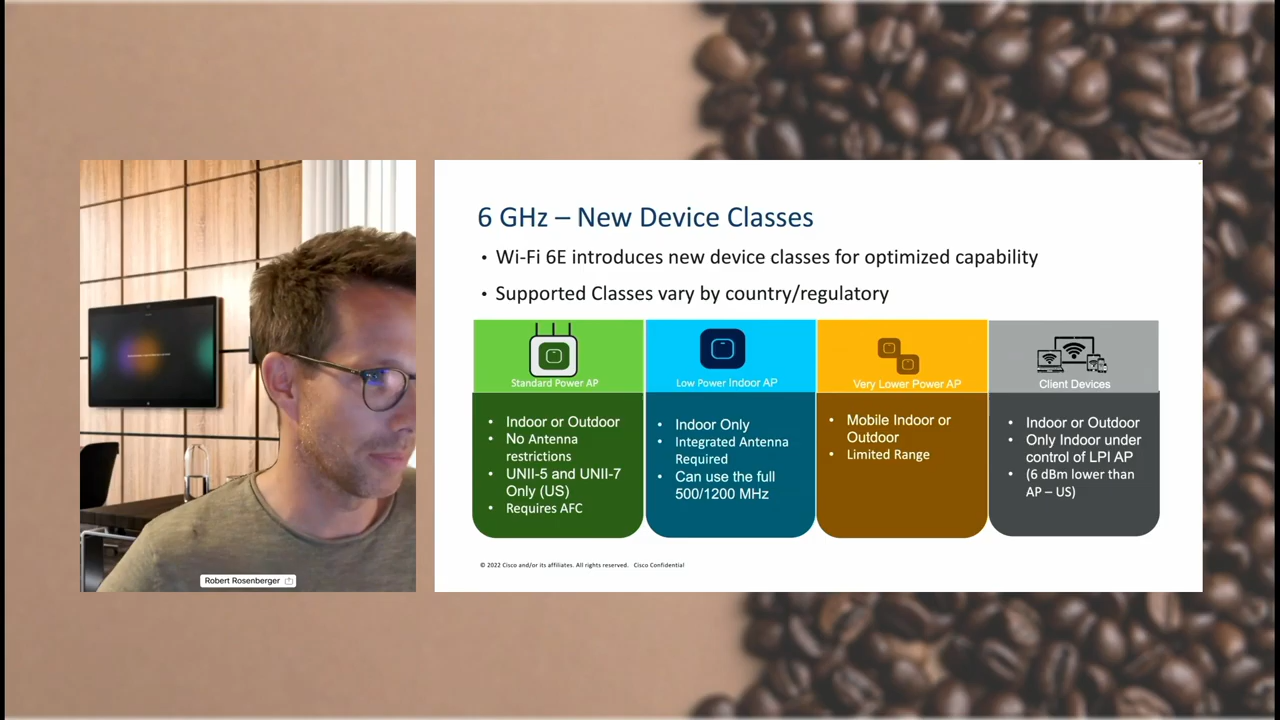 6 GHz – New Device Classes
• Wi-Fi 6E introduces new device classes for optimized capability
• Supported Classes vary by country/regulatory
Standard Power AP
• Indoor or Outdoor
• No Antenna
restrictions
• UNII-5 and UNII-7
Only (US)
• Requires AFC
Low Power Indoor AP
• Indoor Only
• Integrated Antenna
Required
• Can use the full
500/1200 MHz
Very Lower Power AP
• Mobile Indoor or
Outdoor
• Limited Range
Client Devices
• Indoor or Outdoor
• Only Indoor under
control of LPI AP
• (6 dBm lower than
AP – US)
© 2022 Cisco and/or its affiliates. All rights reserved. Cisco Confidential
Robert Rosenberger